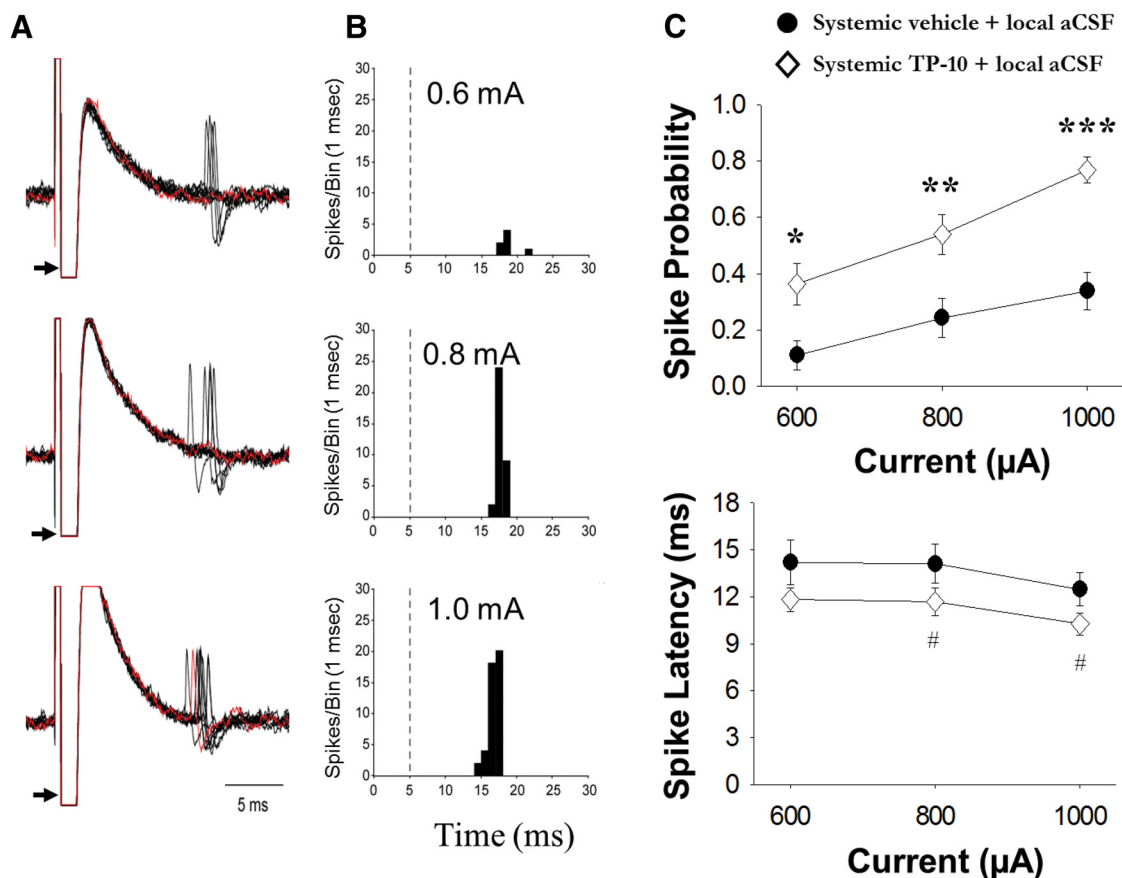 A
5 ms
B
Spikes/Bin (1 msec)
0.6 mA
30
25
20
15
10
5
0
0 5 10 15 20 25 30
Spikes/Bin (1 msec)
0.8 mA
30
25
20
15
10
5
0
0 5 10 15 20 25 30
Spikes/Bin (1 msec)
1.0 mA
30
25
20
15
10
5
0
0 5 10 15 20 25 30
Time (ms)
C
Systemic vehicle + local aCSF
Systemic TP-10 + local aCSF
Spike Probability
1.0
0.8
0.6
0.4
0.2
0.0
*
**
***
600 800 1000
Current (µA)
Spike Latency (ms)
18
15
12
9
6
3
0
#
#
600 800 1000
Current (µA)